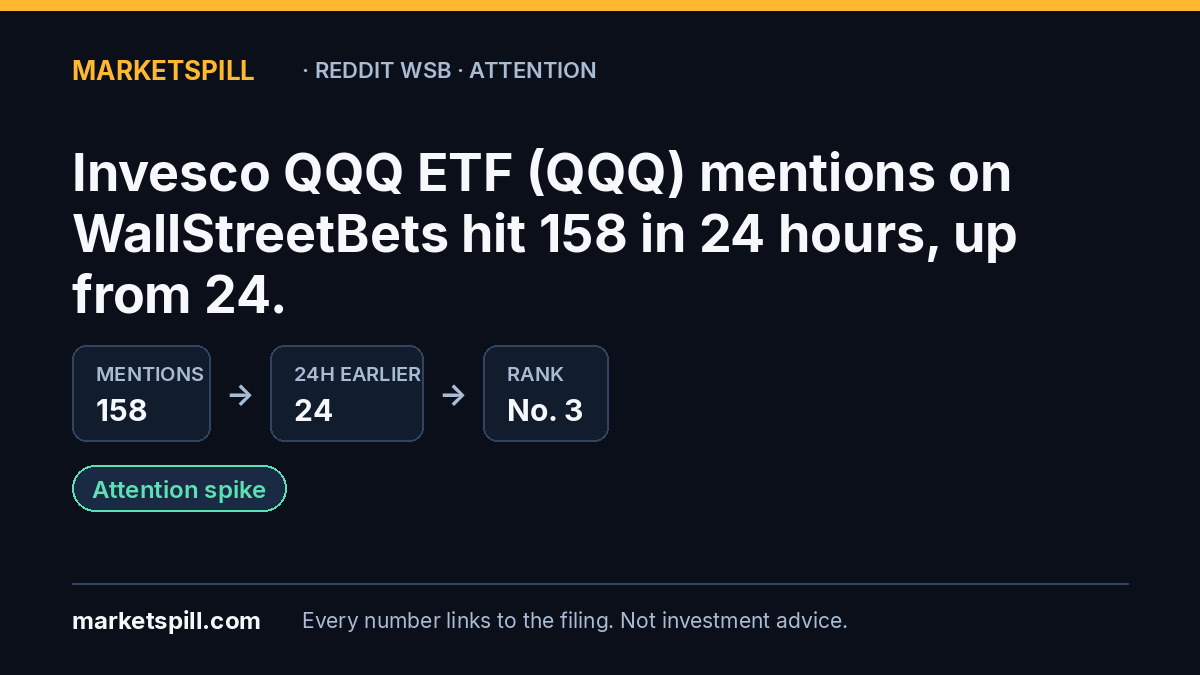 MARKETSPILL · REDDIT WSB · ATTENTION
Invesco QQQ ETF (QQQ) mentions on
WallStreetBets hit 158 in 24 hours, up
from 24.
MENTIONS → 24H EARLIER → RANK
158 24 No. 3
Attention spike
marketspill.com Every number links to the filing. Not investment advice.